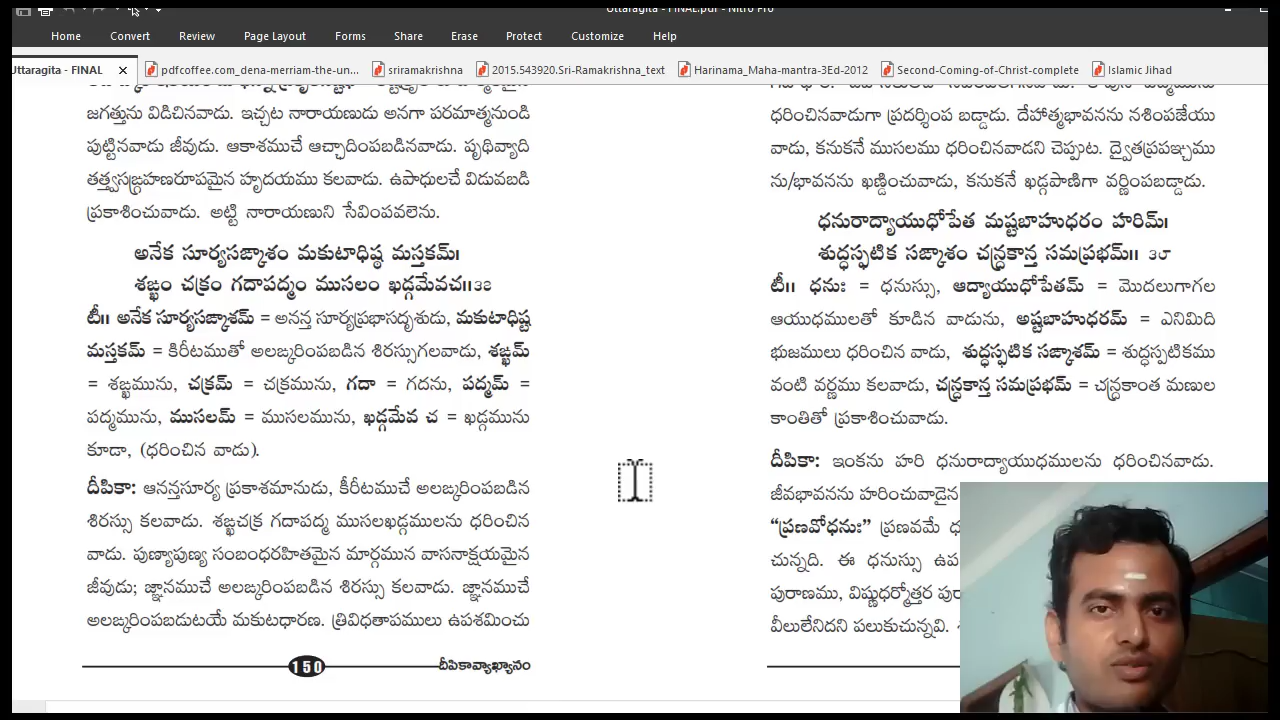 Uttaragita - FINAL.pdf - Nitro Pro
Home Convert Review Page Layout Forms Share Erase Protect Customize Help
Uttaragita - FINAL pdfcoffee.com_dena-merriam-the-un... sriramakrishna 2015.543920.Sri-Ramakrishna_text Harinama_Maha-mantra-3Ed-2012 Second-Coming-of-Christ-complete Islamic Jihad
జగత్తును విడిచినవాడు. ఇచ్చట నారాయణుడు అనగా పరమాత్మనుండి
పుట్టినవాడు జీవుడు. ఆకాశముచే ఆచ్ఛాదింపబడినవాడు. పృథివ్యాది
తత్త్వసఙ్గ్రహణరూపమైన హృదయము కలవాడు. ఉపాధులచే విడువబడి
ప్రకాశించువాడు. అట్టి నారాయణుని సేవింపవలెను.
అనేక సూర్యసఙ్కాశం మకుటాధిష్ఠ మస్తకమ్।
శఙ్ఖం చక్రం గదాపద్మం ముసలం ఖడ్గమేవచ॥౩౭
టీ॥ అనేక సూర్యసఙ్కాశమ్ = అనన్త సూర్యప్రభాసదృశుడు, మకుటాధిష్ట
మస్తకమ్ = కిరీటముతో అలఙ్కరింపబడిన శిరస్సుగలవాడు, శఙ్ఖమ్
= శఙ్ఖమును, చక్రమ్ = చక్రమును, గదా = గదను, పద్మమ్ =
పద్మమును, ముసలమ్ = ముసలమును, ఖడ్గమేవ చ = ఖడ్గమును
కూడా, (ధరించిన వాడు).
దీపికా: ఆనన్తసూర్య ప్రకాశమానుడు, కీరీటముచే అలఙ్కరింపబడిన
శిరస్సు కలవాడు. శఙ్ఖచక్ర గదాపద్మ ముసలఖడ్గములను ధరించిన
వాడు. పుణ్యాపుణ్య సంబంధరహితమైన మార్గమున వాసనాక్షయమైన
జీవుడు; జ్ఞానముచే అలఙ్కరింపబడిన శిరస్సు కలవాడు. జ్ఞానముచే
అలఙ్కరింపబడుటయే మకుటధారణ. త్రివిధతాపములు ఉపశమించు
150 దీపికావ్యాఖ్యానం
ధరించినవాడుగా ప్రదర్శింప బడ్డాడు. దేహాత్మభావనను నశింపజేయు
వాడు, కనుకనే ముసలము ధరించినవాడని చెప్పుట. ద్వైతప్రపఞ్చము
ను/భావనను ఖణ్డించువాడు, కనుకనే ఖడ్గపాణిగా వర్ణింపబడ్డాడు.
ధనురాద్యాయుధోపేత మష్టబాహుధరం హరిమ్।
శుద్ధస్ఫటిక సఙ్కాశం చన్ద్రకాన్త సమప్రభమ్॥ ౩౮
టీ॥ ధనుః = ధనుస్సు, ఆద్యాయుధోపేతమ్ = మొదలుగాగల
ఆయుధములతో కూడిన వాడును, అష్టబాహుధరమ్ = ఎనిమిది
భుజములు ధరించిన వాడు, శుద్ధస్ఫటిక సఙ్కాశమ్ = శుద్ధస్పటికము
వంటి వర్ణము కలవాడు, చన్ద్రకాన్త సమప్రభమ్ = చన్ద్రకాంత మణుల
కాంతితో ప్రకాశించువాడు.
దీపికా: ఇంకను హరి ధనురాద్యాయుధములను ధరించినవాడు.
జీవభావనను హరించువాడైన
“ప్రణవోధనుః” ప్రణవమే
చున్నది. ఈ ధనుస్సు
పురాణము, విష్ణుధర్మోత్తర
వీలులేనిదని పలుకుచున్నవి.